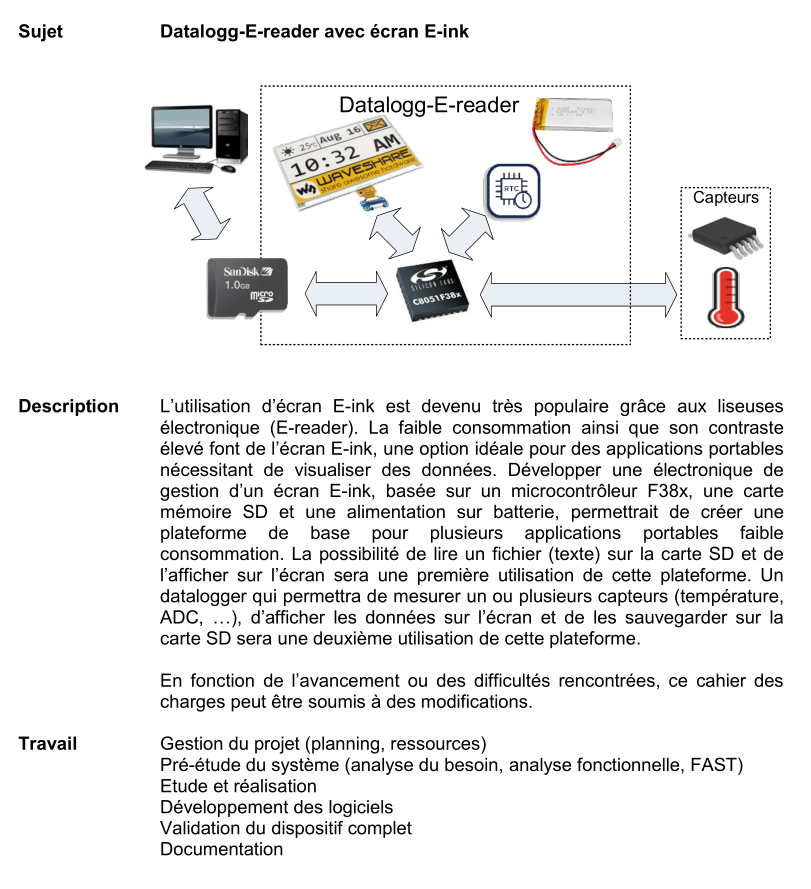 Sujet Datalogg-E-reader avec écran E-ink
Datalogg-E-reader
25°C Aug 16
10:32 AM
WAVESHARE
share awesome hardware
RTC
Capteurs
SanDisk
1.0GB
micro
SD
SILICON LABS
C8051F38x
Description L’utilisation d’écran E-ink est devenu très populaire grâce aux liseuses
électronique (E-reader). La faible consommation ainsi que son contraste
élevé font de l’écran E-ink, une option idéale pour des applications portables
nécessitant de visualiser des données. Développer une électronique de
gestion d’un écran E-ink, basée sur un microcontrôleur F38x, une carte
mémoire SD et une alimentation sur batterie, permettrait de créer une
plateforme de base pour plusieurs applications portables faible
consommation. La possibilité de lire un fichier (texte) sur la carte SD et de
l’afficher sur l’écran sera une première utilisation de cette plateforme. Un
datalogger qui permettra de mesurer un ou plusieurs capteurs (température,
ADC, …), d’afficher les données sur l’écran et de les sauvegarder sur la
carte SD sera une deuxième utilisation de cette plateforme.
En fonction de l’avancement ou des difficultés rencontrées, ce cahier des
charges peut être soumis à des modifications.
Travail Gestion du projet (planning, ressources)
Pré-étude du système (analyse du besoin, analyse fonctionnelle, FAST)
Etude et réalisation
Développement des logiciels
Validation du dispositif complet
Documentation